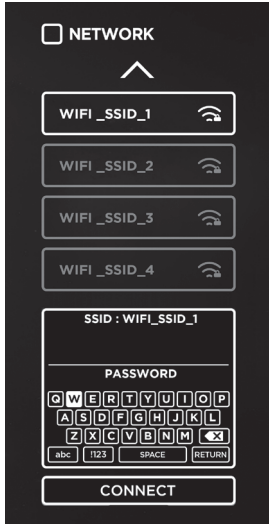 NETWORK
WIFI _SSID_1
WIFI _SSID_2
WIFI _SSID_3
WIFI _SSID_4
SSID : WIFI_SSID_1
PASSWORD
Q W E R T Y U I O P
A S D F G H J K L
Z X C V B N M
abc !123 SPACE RETURN
CONNECT